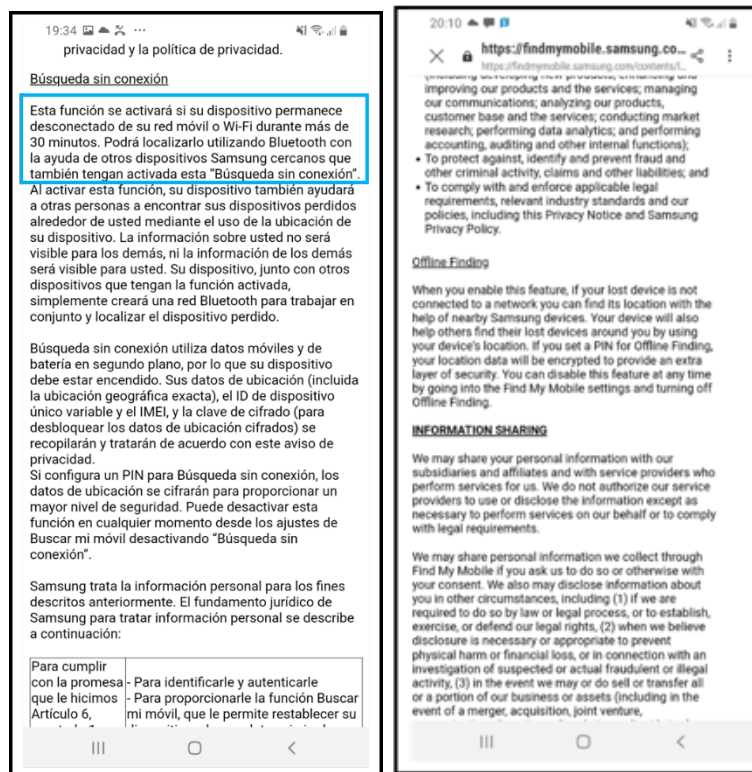 19:34
privacidad y la política de privacidad.
Búsqueda sin conexión
Esta función se activará si su dispositivo permanece
desconectado de su red móvil o Wi-Fi durante más de
30 minutos. Podrá localizarlo utilizando Bluetooth con
la ayuda de otros dispositivos Samsung cercanos que
también tengan activada esta “Búsqueda sin conexión”.
Al activar esta función, su dispositivo también ayudará
a otras personas a encontrar sus dispositivos perdidos
alrededor de usted mediante el uso de la ubicación de
su dispositivo. La información sobre usted no será
visible para los demás, ni la información de los demás
será visible para usted. Su dispositivo, junto con otros
dispositivos que tengan la función activada,
simplemente creará una red Bluetooth para trabajar en
conjunto y localizar el dispositivo perdido.
Búsqueda sin conexión utiliza datos móviles y de
batería en segundo plano, por lo que su dispositivo
debe estar encendido. Sus datos de ubicación (incluida
la ubicación geográfica exacta), el ID de dispositivo
único variable y el IMEI, y la clave de cifrado (para
desbloquear los datos de ubicación cifrados) se
recopilarán y tratarán de acuerdo con este aviso de
privacidad.
Si configura un PIN para Búsqueda sin conexión, los
datos de ubicación se cifrarán para proporcionar un
mayor nivel de seguridad. Puede desactivar esta
función en cualquier momento desde los ajustes de
Buscar mi móvil desactivando “Búsqueda sin
conexión”.
Samsung trata la información personal para los fines
descritos anteriormente. El fundamento jurídico de
Samsung para tratar información personal se describe
a continuación:
Para cumplir
con la promesa
que le hicimos
Artículo 6,
- Para identificarle y autenticarle
- Para proporcionarle la función Buscar
mi móvil, que le permite restablecer su
20:10
https://findmymobile.samsung.co...
https://findmymobile.samsung.com/contents/l...
(including developing new products, enhancing and
improving our products and the services; managing
our communications; analyzing our products,
customer base and the services; conducting market
research; performing data analytics; and performing
accounting, auditing and other internal functions);
• To protect against, identify and prevent fraud and
other criminal activity, claims and other liabilities; and
• To comply with and enforce applicable legal
requirements, relevant industry standards and our
policies, including this Privacy Notice and Samsung
Privacy Policy.
Offline Finding
When you enable this feature, if your lost device is not
connected to a network you can find its location with the
help of nearby Samsung devices. Your device will also
help others find their lost devices around you by using
your device's location. If you set a PIN for Offline Finding,
your location data will be encrypted to provide an extra
layer of security. You can disable this feature at any time
by going into the Find My Mobile settings and turning off
Offline Finding.
INFORMATION SHARING
We may share your personal information with our
subsidiaries and affiliates and with service providers who
perform services for us. We do not authorize our service
providers to use or disclose the information except as
necessary to perform services on our behalf or to comply
with legal requirements.
We may share personal information we collect through
Find My Mobile if you ask us to do so or otherwise with
your consent. We also may disclose information about
you in other circumstances, including (1) if we are
required to do so by law or legal process, or to establish,
exercise, or defend our legal rights, (2) when we believe
disclosure is necessary or appropriate to prevent
physical harm or financial loss, or in connection with an
investigation of suspected or actual fraudulent or illegal
activity, (3) in the event we may or do sell or transfer all
or a portion of our business or assets (including in the
event of a merger, acquisition, joint venture,